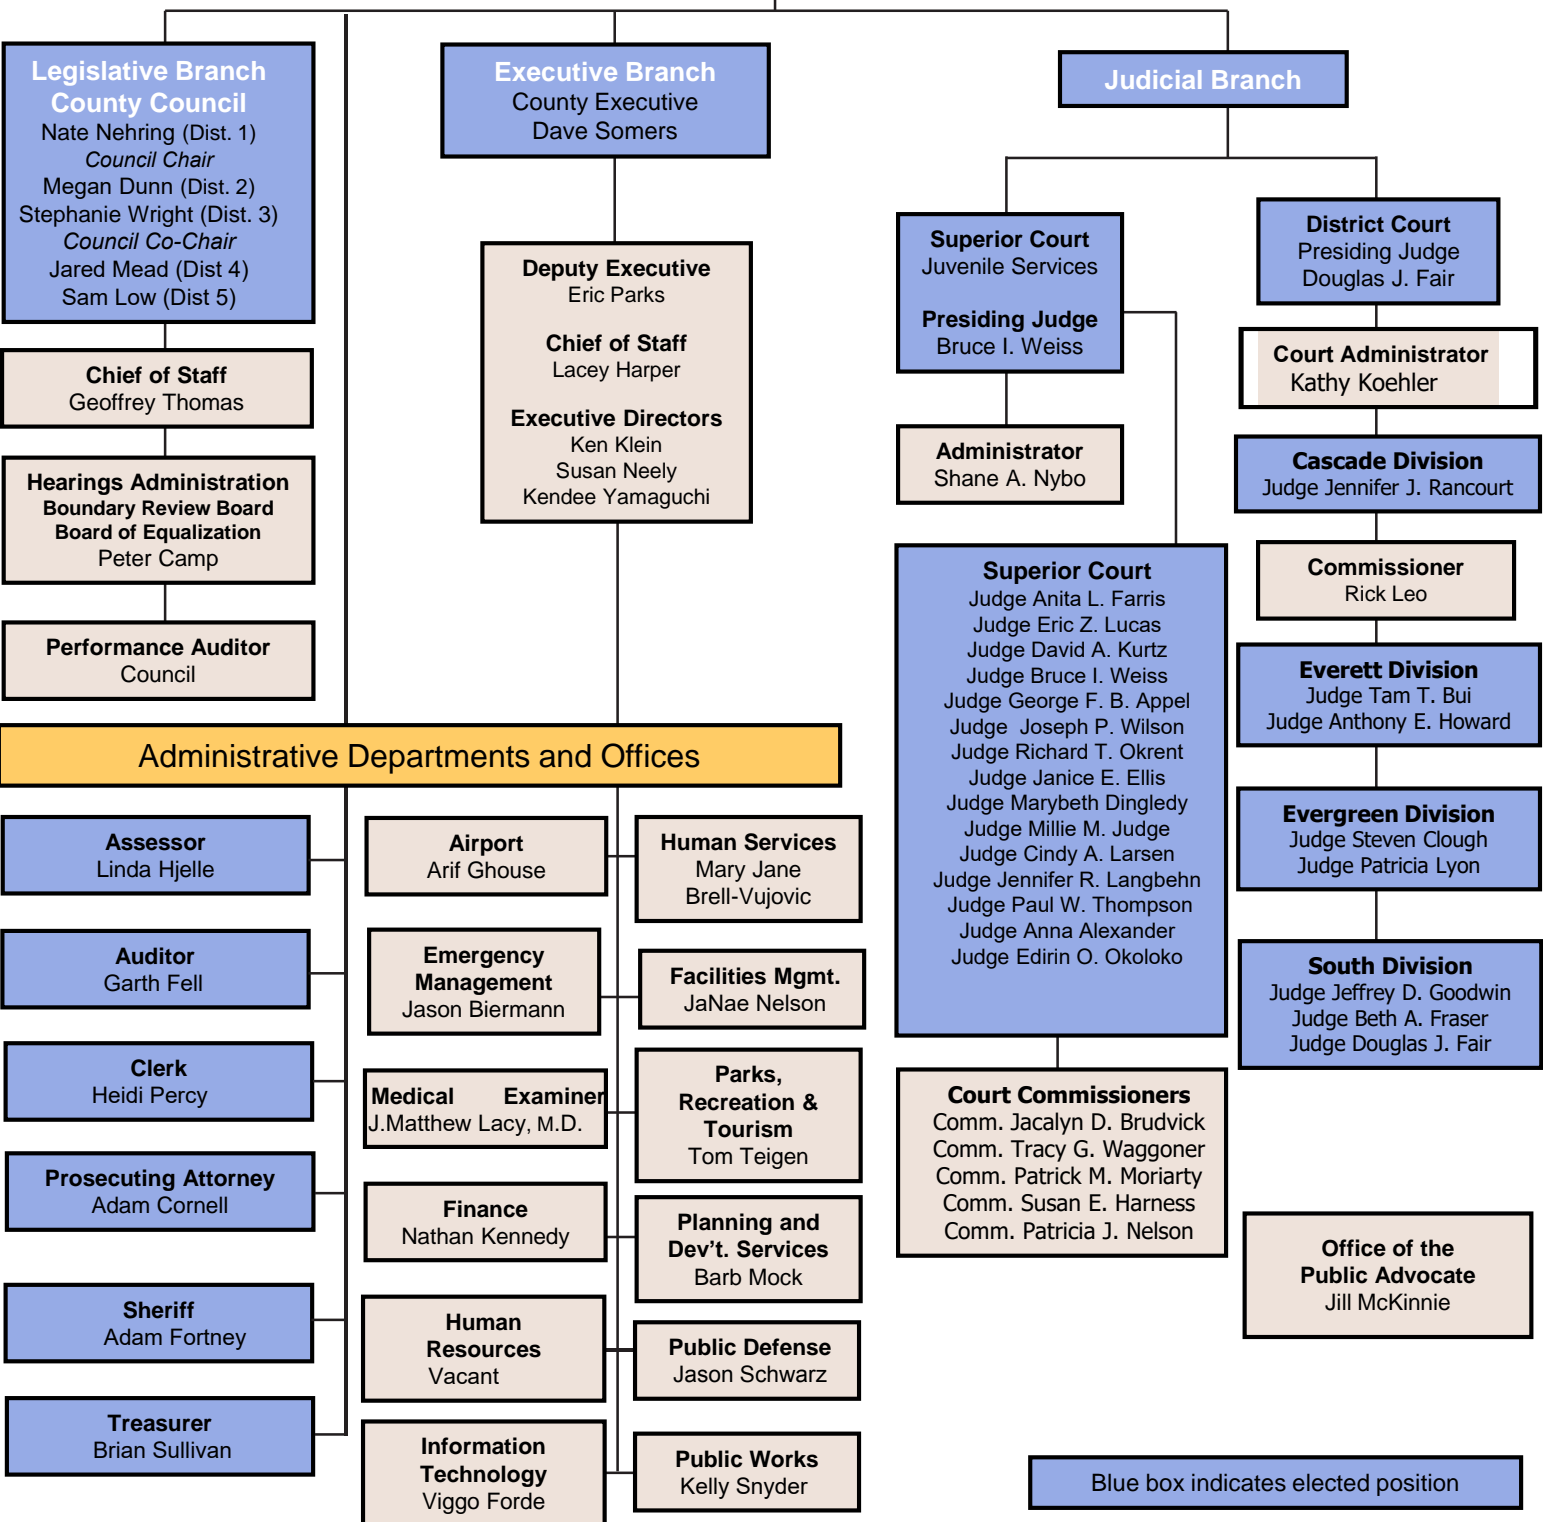 Legislative Branch
County Council
Nate Nehring (Dist. 1)
Council Chair
Megan Dunn (Dist. 2)
Stephanie Wright (Dist. 3)
Council Co-Chair
Jared Mead (Dist 4)
Sam Low (Dist 5)
Chief of Staff
Geoffrey Thomas
Hearings Administration
Boundary Review Board
Board of Equalization
Peter Camp
Performance Auditor
Council
Executive Branch
County Executive
Dave Somers
Deputy Executive
Eric Parks
Chief of Staff
Lacey Harper
Executive Directors
Ken Klein
Susan Neely
Kendee Yamaguchi
Judicial Branch
Superior Court
Juvenile Services
Presiding Judge
Bruce I. Weiss
Administrator
Shane A. Nybo
Superior Court
Judge Anita L. Farris
Judge Eric Z. Lucas
Judge David A. Kurtz
Judge Bruce I. Weiss
Judge George F. B. Appel
Judge  Joseph P. Wilson
Judge Richard T. Okrent
Judge Janice E. Ellis
Judge Marybeth Dingledy
Judge Millie M. Judge
Judge Cindy A. Larsen
Judge Jennifer R. Langbehn
Judge Paul W. Thompson
Judge Anna Alexander
Judge Edirin O. Okoloko
Court Commissioners
Comm. Jacalyn D. Brudvick
Comm. Tracy G. Waggoner
Comm. Patrick M. Moriarty
Comm. Susan E. Harness
Comm. Patricia J. Nelson
District Court
Presiding Judge
Douglas J. Fair
Court Administrator
Kathy Koehler
Cascade Division
Judge Jennifer J. Rancourt
Commissioner
Rick Leo
Everett Division
Judge Tam T. Bui
Judge Anthony E. Howard
Evergreen Division
Judge Steven Clough
Judge Patricia Lyon
South Division
Judge Jeffrey D. Goodwin
Judge Beth A. Fraser
Judge Douglas J. Fair
Office of the
Public Advocate
Jill McKinnie
Administrative Departments and Offices
Assessor
Linda Hjelle
Auditor
Garth Fell
Clerk
Heidi Percy
Prosecuting Attorney
Adam Cornell
Sheriff
Adam Fortney
Treasurer
Brian Sullivan
Airport
Arif Ghouse
Emergency
Management
Jason Biermann
Medical Examiner
J.Matthew Lacy, M.D.
Finance
Nathan Kennedy
Human
Resources
Vacant
Information
Technology
Viggo Forde
Human Services
Mary Jane
Brell-Vujovic
Facilities Mgmt.
JaNae Nelson
Parks,
Recreation &
Tourism
Tom Teigen
Planning and
Dev't. Services
Barb Mock
Public Defense
Jason Schwarz
Public Works
Kelly Snyder
Blue box indicates elected position